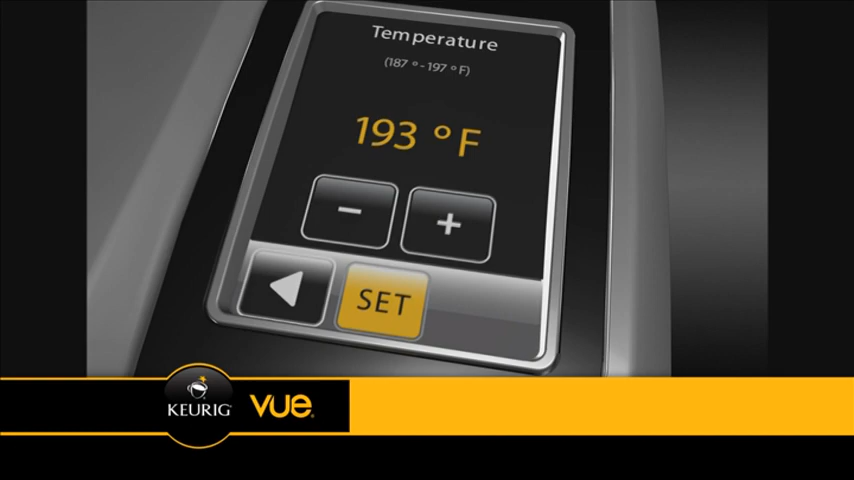 Temperature
(187 º - 197 º F)
193 º F
− +
SET
KEURIG® vue®